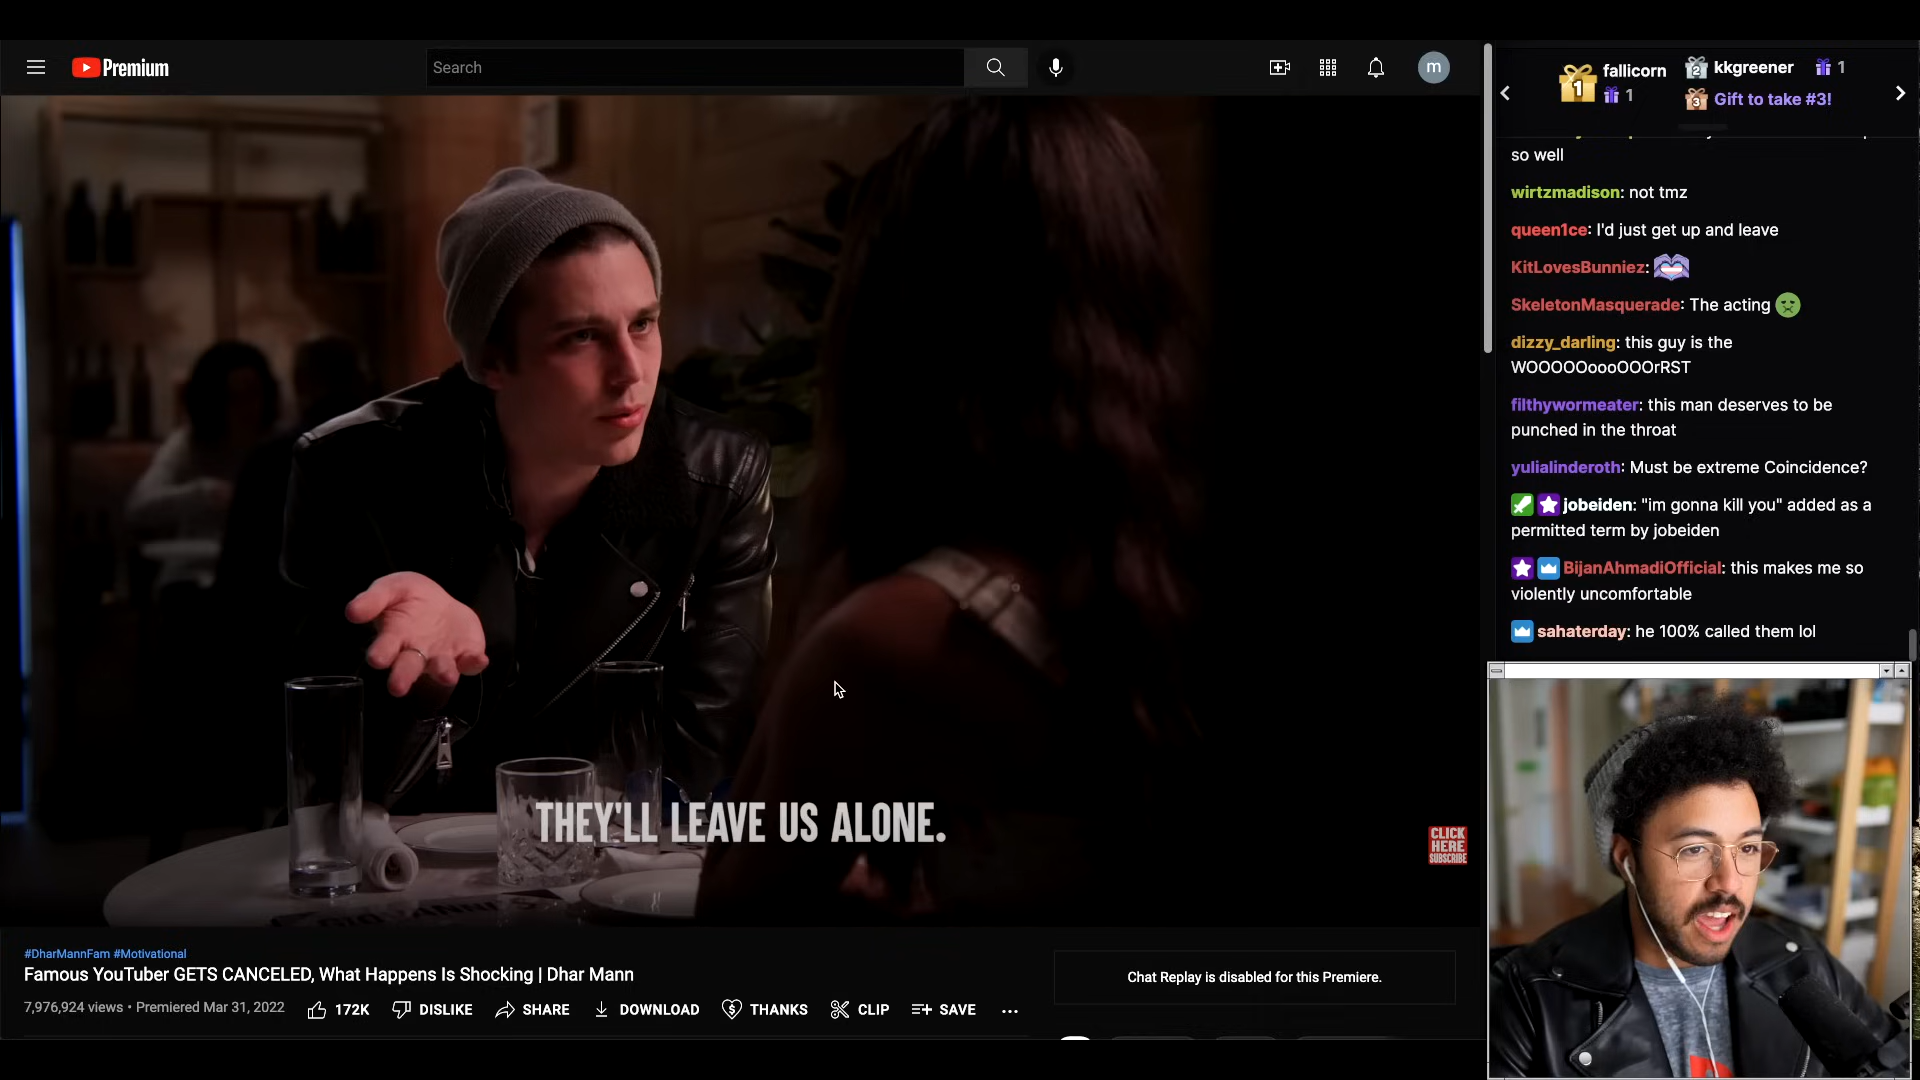 Premium
Search
m
1
fallicorn
1
2
kkgreener
1
3
Gift to take #3!
so well
wirtzmadison: not tmz
queen1ce: I'd just get up and leave
KitLovesBunniez:
SkeletonMasquerade: The acting
dizzy_darling: this guy is the
WOOOOOoooOOOrRST
filthywormeater: this man deserves to be
punched in the throat
yulialinderoth: Must be extreme Coincidence?
jobeiden: "im gonna kill you" added as a
permitted term by jobeiden
BijanAhmadiOfficial: this makes me so
violently uncomfortable
sahaterday: he 100% called them lol
THEY'LL LEAVE US ALONE.
CLICK
HERE
SUBSCRIBE
#DharMannFam #Motivational
Famous YouTuber GETS CANCELED, What Happens Is Shocking | Dhar Mann
7,976,924 views • Premiered Mar 31, 2022
172K
DISLIKE
SHARE
DOWNLOAD
THANKS
CLIP
SAVE
Chat Replay is disabled for this Premiere.